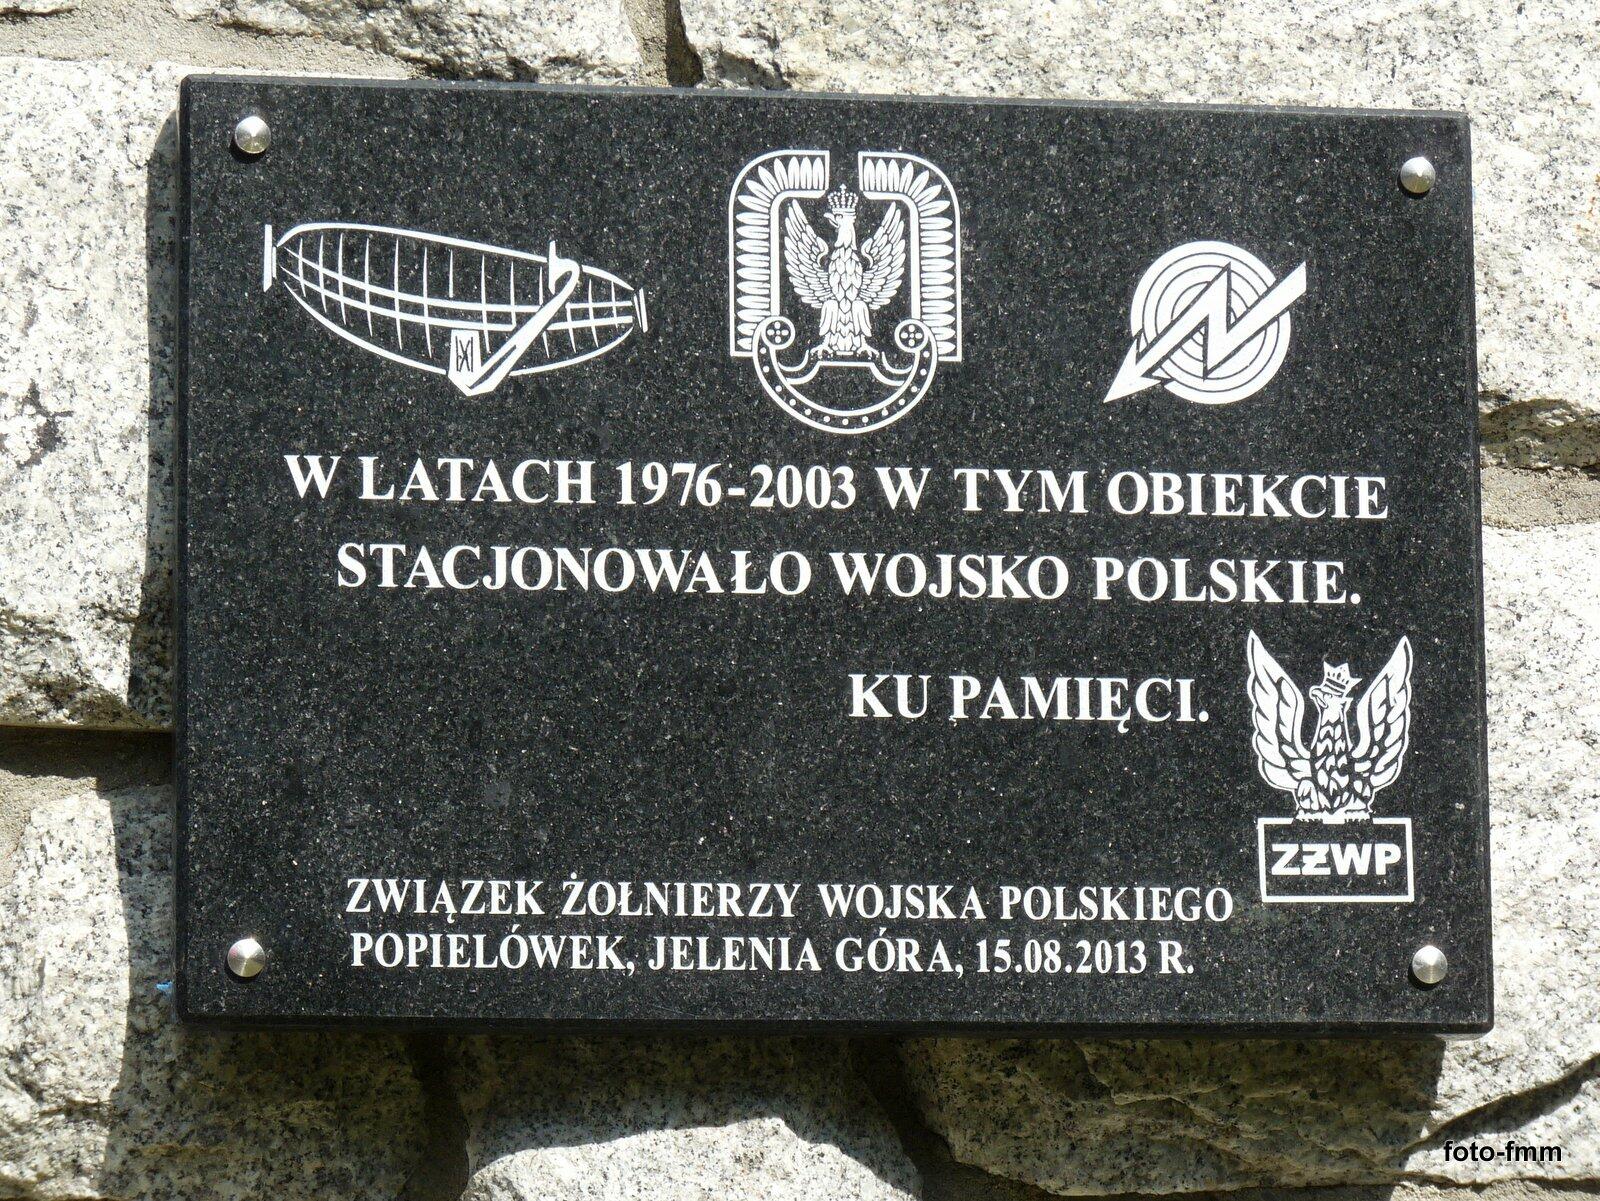 W LATACH 1976-2003 W TYM OBIEKCIE
STACJONOWAŁO WOJSKO POLSKIE.
KU PAMIĘCI.
ZŻWP
ZWIĄZEK ŻOŁNIERZY WOJSKA POLSKIEGO
POPIELÓWEK, JELENIA GÓRA, 15.08.2013 R.
foto-fmm